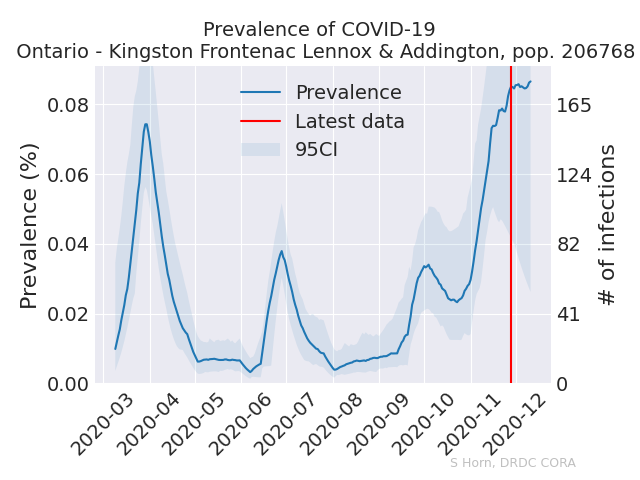 Prevalence of COVID-19
Ontario - Kingston Frontenac Lennox & Addington, pop. 206768
Prevalence
Latest data
95CI
Prevalence (%)
0.08
0.06
0.04
0.02
0.00
# of infections
165
124
82
41
0
2020-03
2020-04
2020-05
2020-06
2020-07
2020-08
2020-09
2020-10
2020-11
2020-12
S Horn, DRDC CORA